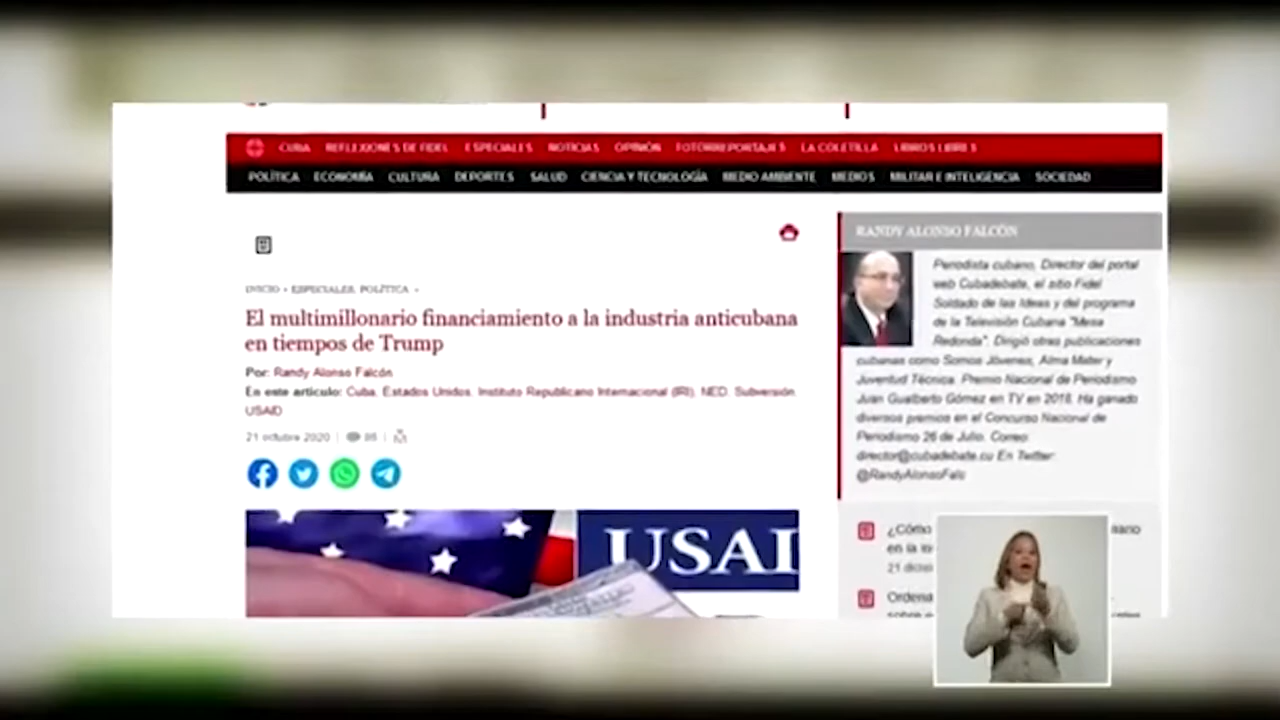 CUBA REFLEXIONES DE FIDEL ESPECIALES NOTICIAS OPINIÓN FOTORREPORTAJES LA COLETILLA LIBROS LIBRES
POLÍTICA ECONOMÍA CULTURA DEPORTES SALUD CIENCIA Y TECNOLOGÍA MEDIO AMBIENTE MEDIOS MILITAR E INTELIGENCIA SOCIEDAD
INICIO ESPECIALES, POLÍTICA
El multimillonario financiamiento a la industria anticubana
en tiempos de Trump
Por: Randy Alonso Falcón
En este artículo: Cuba, Estados Unidos, Instituto Republicano Internacional (IRI), NED, Subversión
USAID
21 octubre 2020 |
USAI
RANDY ALONSO FALCÓN
Periodista cubano, Director del portal
web Cubadebate, el sitio Fidel
Soldado de las Ideas y del programa
de la Televisión Cubana "Mesa
Redonda". Dirigió otras publicaciones
cubanas como Somos Jóvenes, Alma Mater y
Juventud Técnica. Premio Nacional de Periodismo
Juan Gualberto Gómez en TV en 2018. Ha ganado
diversos premios en el Concurso Nacional de
Periodismo 26 de Julio. Correo:
director@cubadebate.cu En Twitter:
@RandyAlonsoFalc
¿Cómo
en la
21